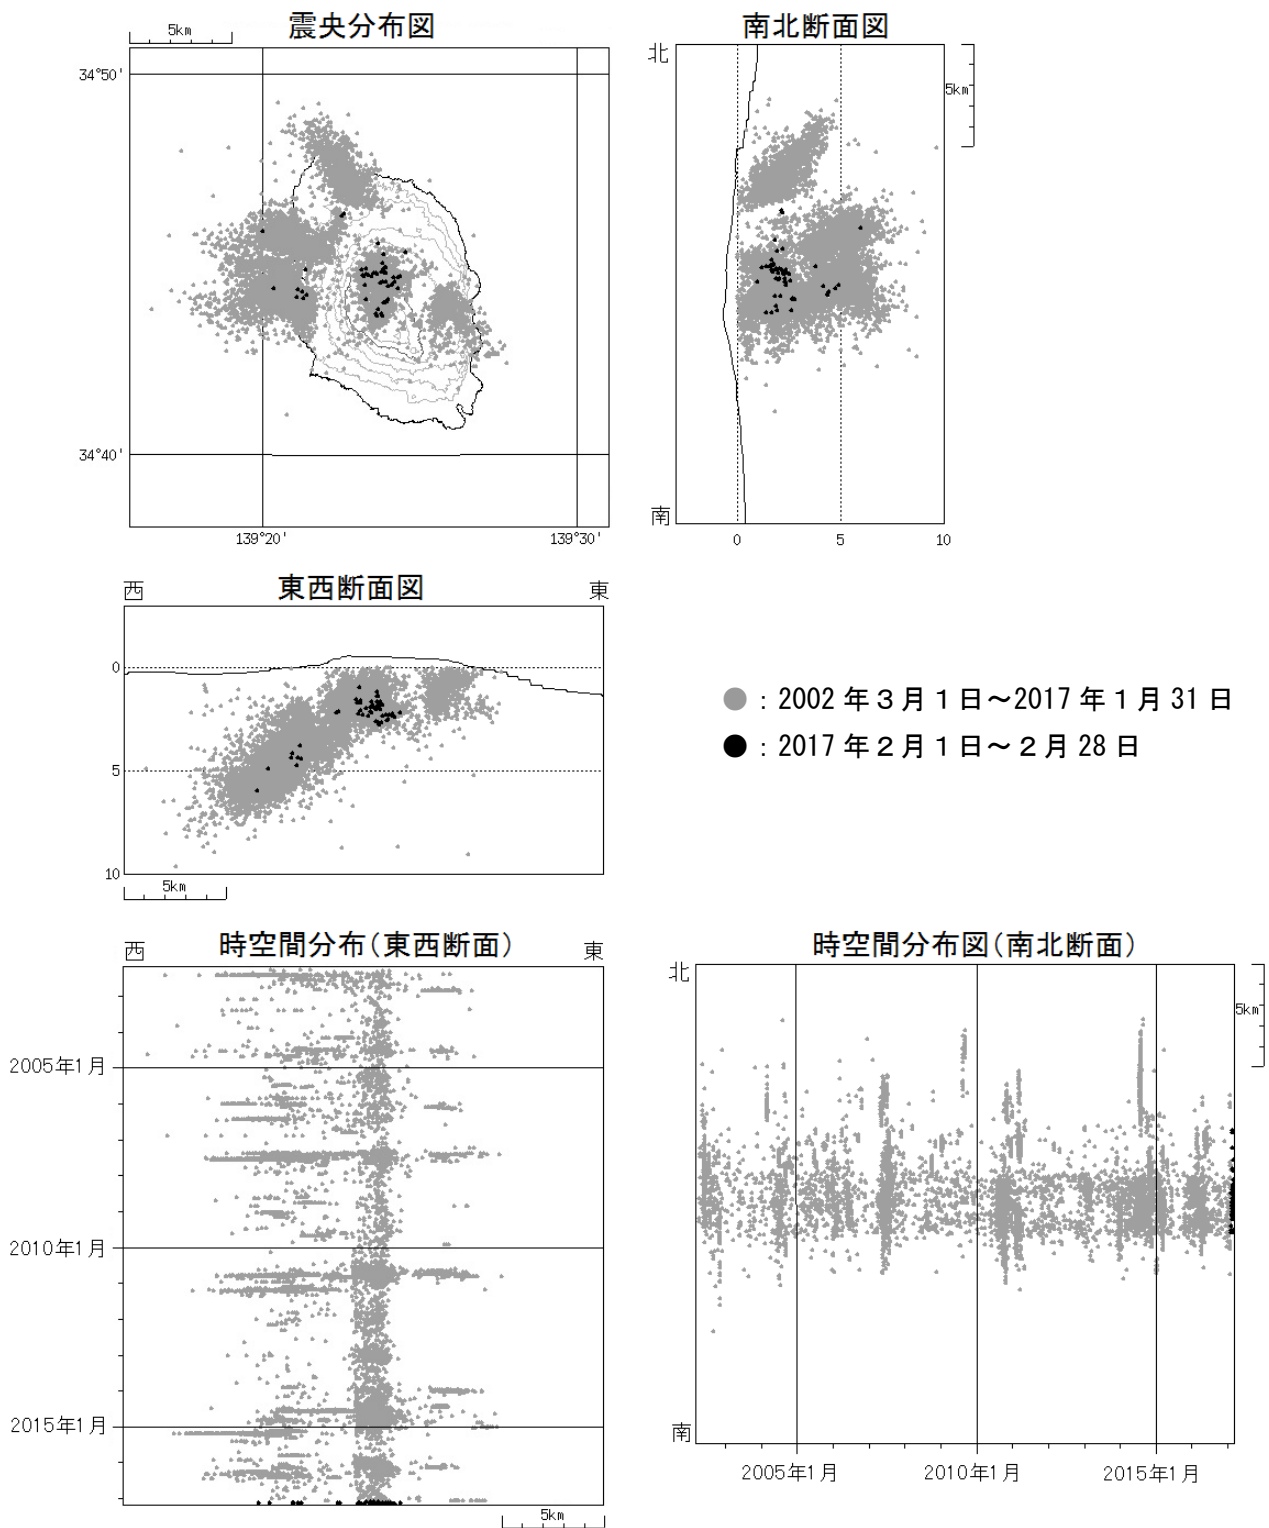 震央分布図
5km
34°50'
34°40'
139°20'
139°30'
南北断面図
北
5km
南
0
5
10
東西断面図
西
東
0
5
10
5km
● : 2002年3月1日～2017年1月31日
● : 2017年2月1日～2月28日
時空間分布(東西断面)
西
東
2005年1月
2010年1月
2015年1月
5km
時空間分布図(南北断面)
北
5km
南
2005年1月
2010年1月
2015年1月